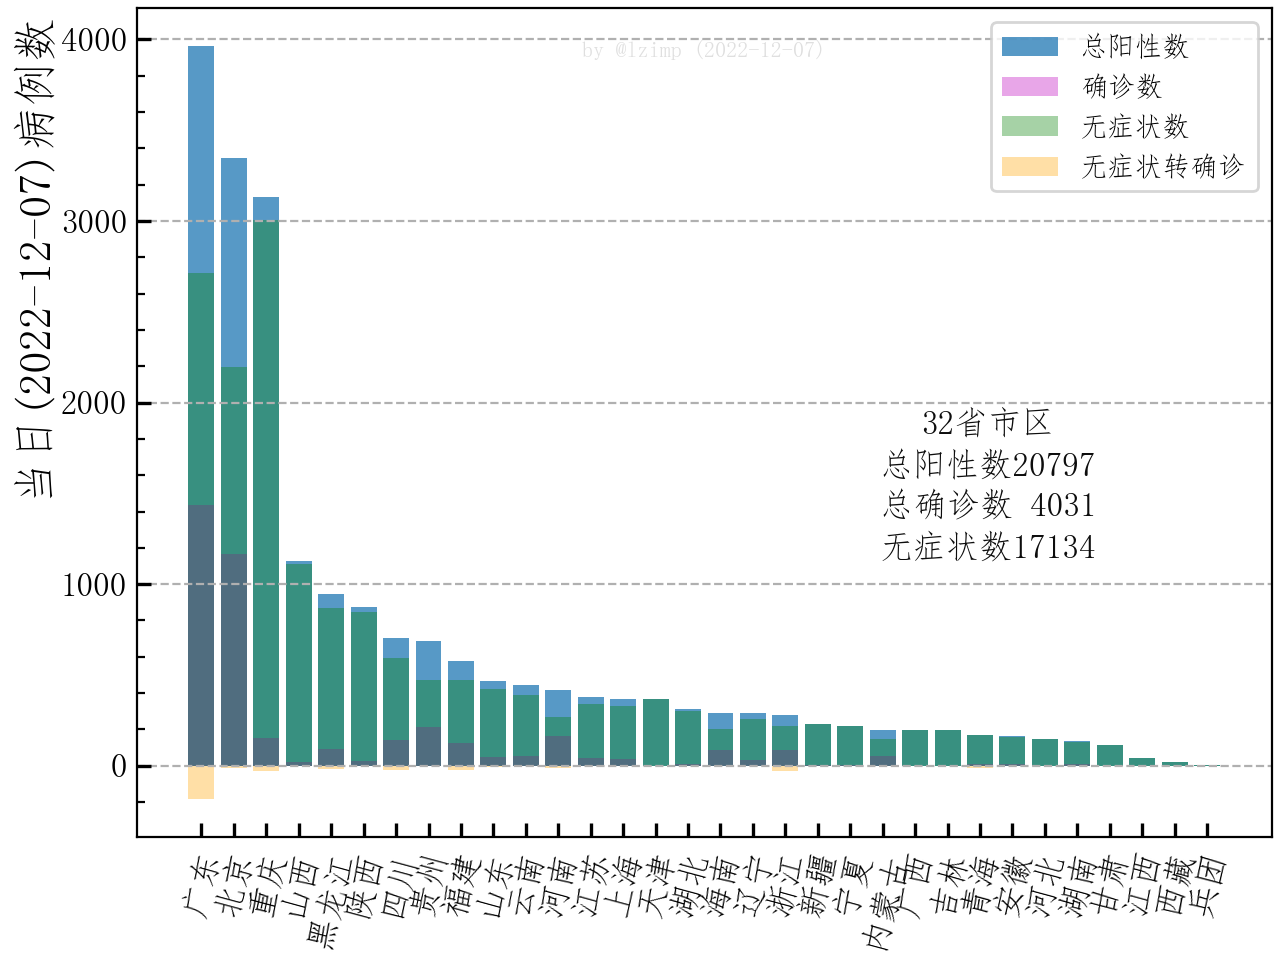 当日(2022-12-07)病例数
4000
3000
2000
1000
0
by @lzimp (2022-12-07)
总阳性数
确诊数
无症状数
无症状转确诊
32省市区
总阳性数20797
总确诊数 4031
无症状数17134
广东
北京
重庆
山西
黑龙江
陕西
四川
贵州
福建
山东
云南
河南
江苏
上海
天津
湖北
海南
辽宁
浙江
新疆
宁夏
内蒙古
广西
吉林
青海
安徽
河北
湖南
甘肃
江西
西藏
兵团